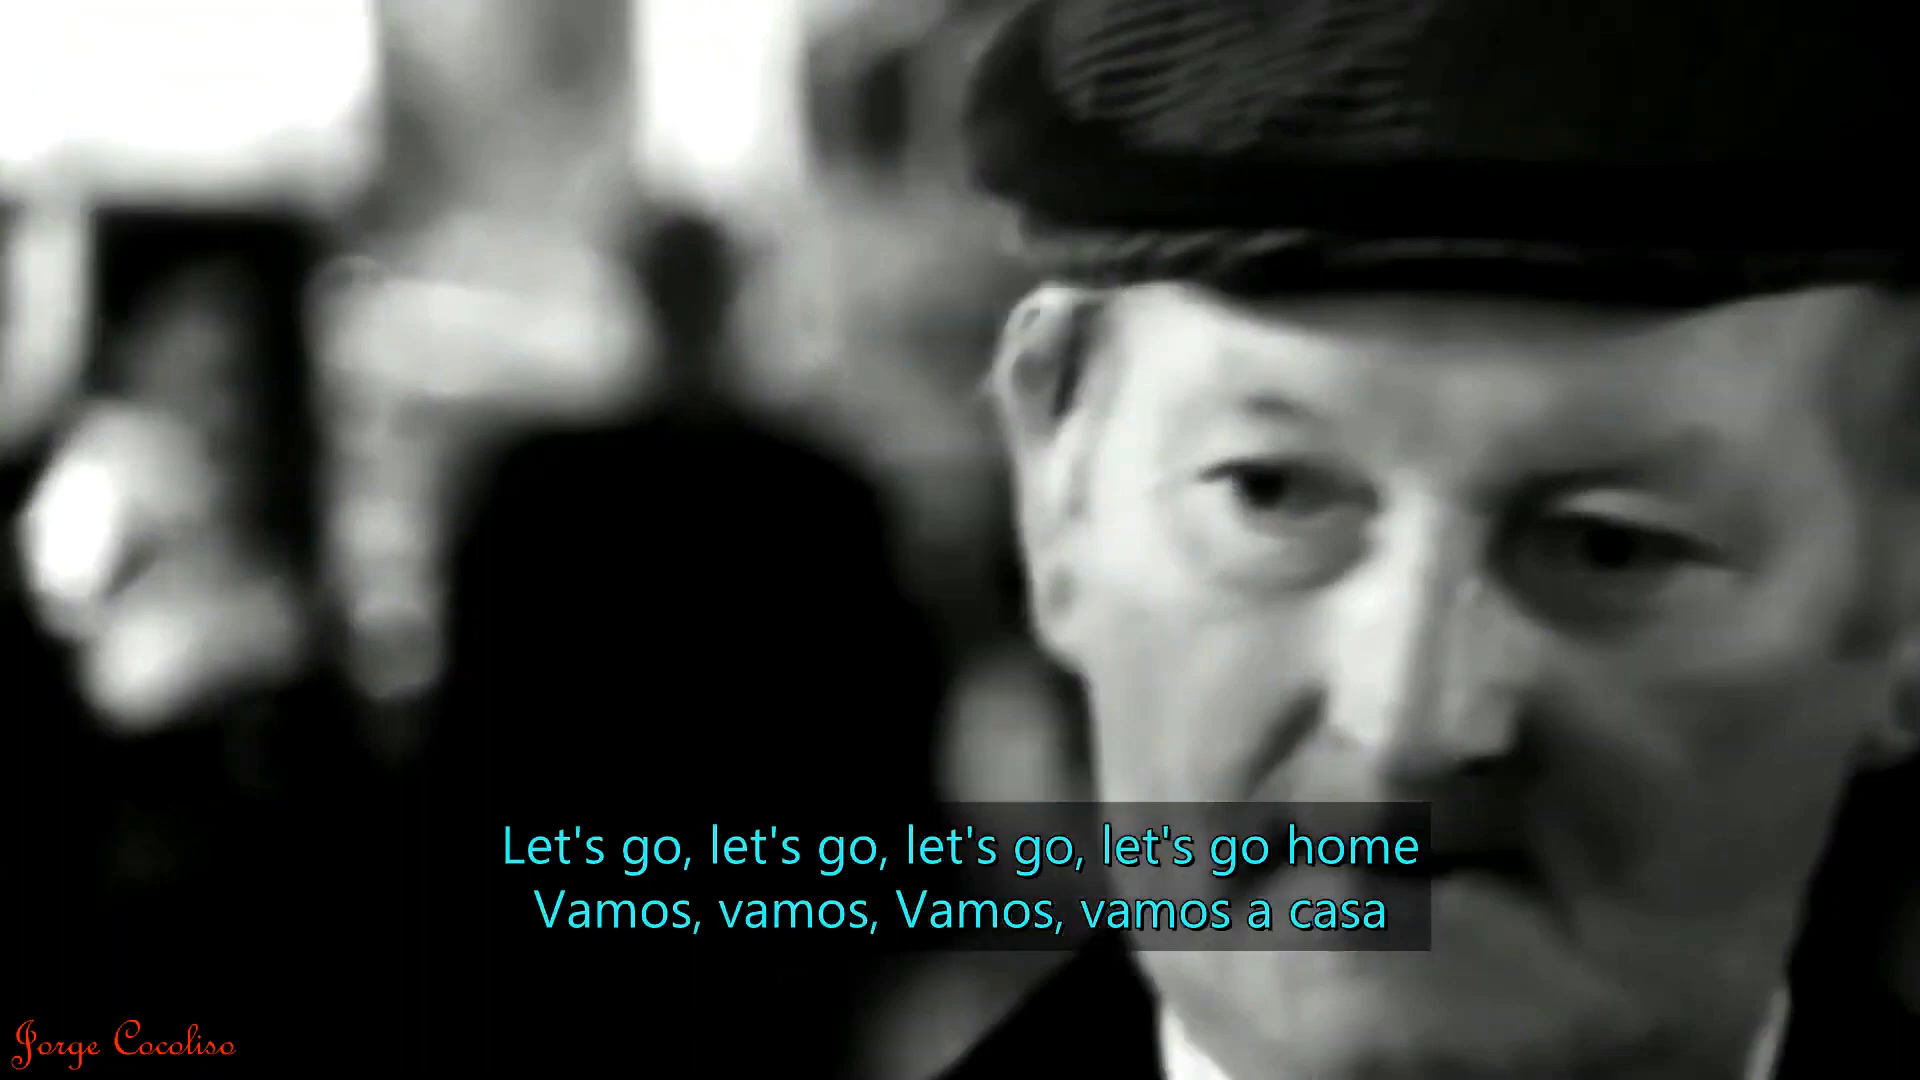 Let's go, let's go, let's go, let's go home
Vamos, vamos, Vamos, vamos a casa
Jorge Cocoliso